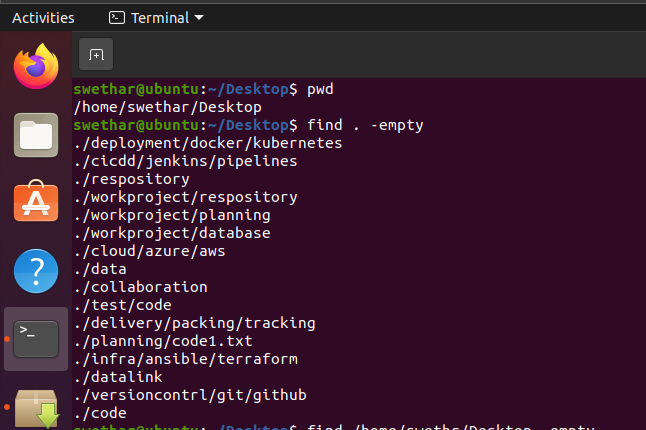 Activities
Terminal
swethar@ubuntu:~/Desktop$ pwd
/home/swethar/Desktop
swethar@ubuntu:~/Desktop$ find . -empty
./deployment/docker/kubernetes
./cicdd/jenkins/pipelines
./respository
./workproject/respository
./workproject/planning
./workproject/database
./cloud/azure/aws
./data
./collaboration
./test/code
./delivery/packing/tracking
./planning/code1.txt
./infra/ansible/terraform
./datalink
./versioncontrl/git/github
./code
swethar@ubuntu:~/Desktop$ find /home/swethr/Desktop -empty